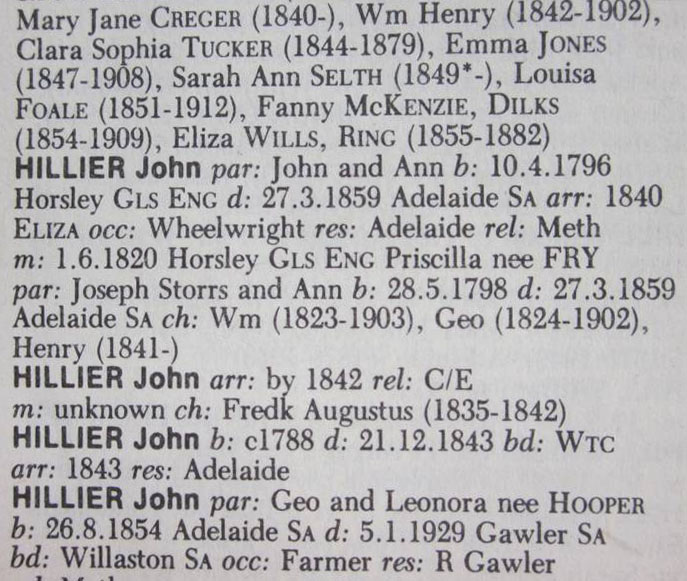 Mary Jane CREGER (1840-), Wm Henry (1842-1902),
Clara Sophia TUCKER (1844-1879), Emma JONES
(1847-1908), Sarah Ann SELTH (1849*-), Louisa
FOALE (1851-1912), Fanny MCKENZIE, DILKS
(1854-1909), Eliza WILLS, RING (1855-1882)
HILLIER John par: John and Ann b: 10.4.1796
Horsley GLS ENG d: 27.3.1859 Adelaide SA arr: 1840
ELIZA occ: Wheelwright res: Adelaide rel: Meth
m: 1.6.1820 Horsley GLS ENG Priscilla nee FRY
par: Joseph Storrs and Ann b: 28.5.1798 d: 27.3.1859
Adelaide SA ch: Wm (1823-1903), Geo (1824-1902),
Henry (1841-)
HILLIER John arr: by 1842 rel: C/E
m: unknown ch: Fredk Augustus (1835-1842)
HILLIER John b: c1788 d: 21.12.1843 bd: WTC
arr: 1843 res: Adelaide
HILLIER John par: Geo and Leonora nee HOOPER
b: 26.8.1854 Adelaide SA d: 5.1.1929 Gawler SA
bd: Willaston SA occ: Farmer res: R Gawler